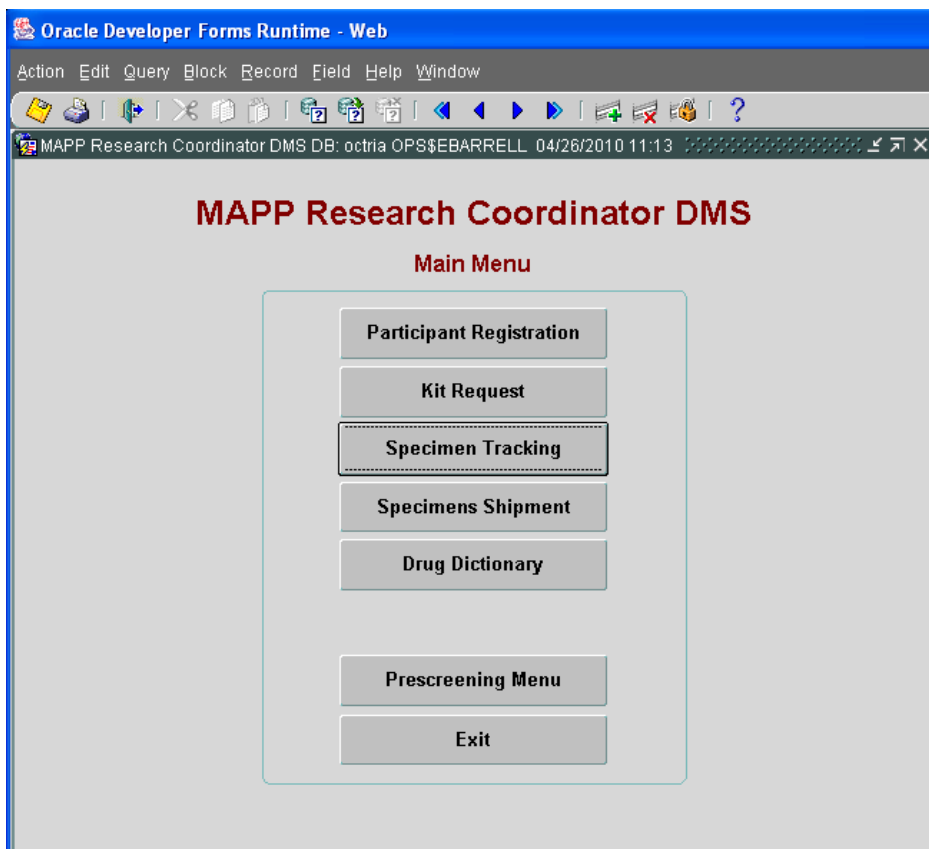 Oracle Developer Forms Runtime - Web
Action Edit Query Block Record Field Help Window
MAPP Research Coordinator DMS DB: octria OPS$EBARRELL 04/26/2010 11:13
MAPP Research Coordinator DMS
Main Menu
Participant Registration
Kit Request
Specimen Tracking
Specimens Shipment
Drug Dictionary
Prescreening Menu
Exit